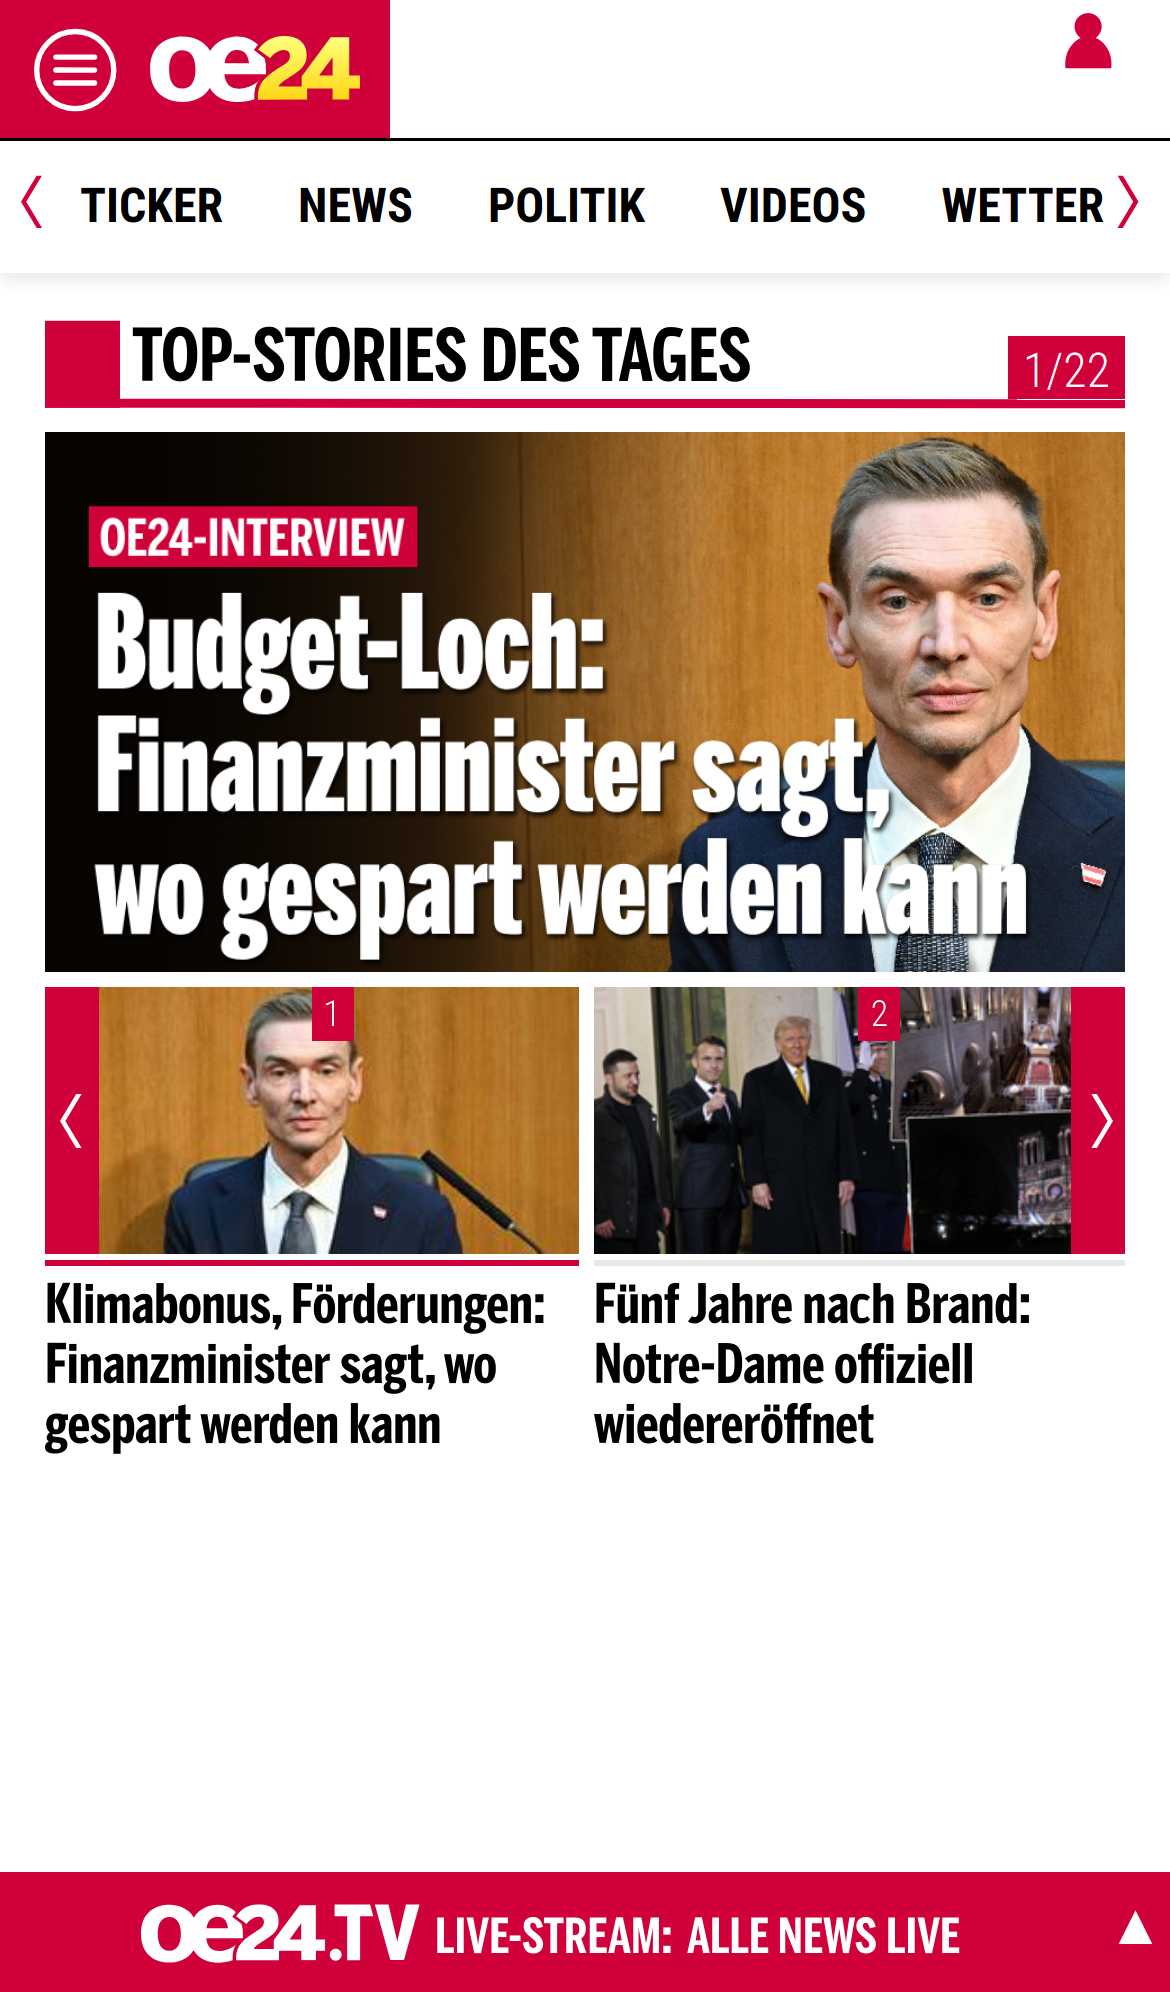 oe24
TICKER NEWS POLITIK VIDEOS WETTER
TOP-STORIES DES TAGES
1/22
OE24-INTERVIEW
Budget-Loch:
Finanzminister sagt,
wo gespart werden kann
1
2
Klimabonus, Förderungen:
Finanzminister sagt, wo
gespart werden kann
Fünf Jahre nach Brand:
Notre-Dame offiziell
wiedereröffnet
oe24.TV LIVE-STREAM: ALLE NEWS LIVE